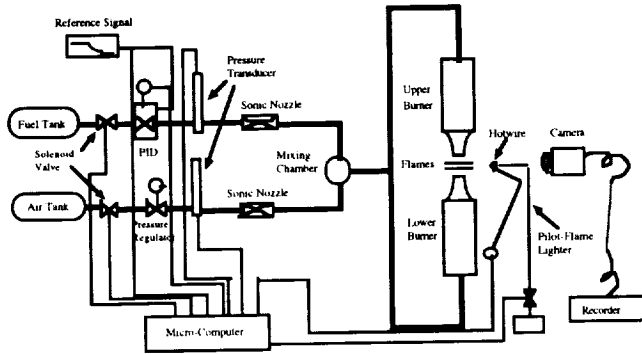 Reference Signal
Pressure
Transducer
Upper
Burner
Sonic Nozzle
Hotwire
Camera
Fuel Tank
PID
Solenoid
Valve
Mixing
Chamber
Flames
Air Tank
Sonic Nozzle
Pressure
Regulator
Lower
Burner
Pilot-Flame
Lighter
Micro-Computer
Recorder